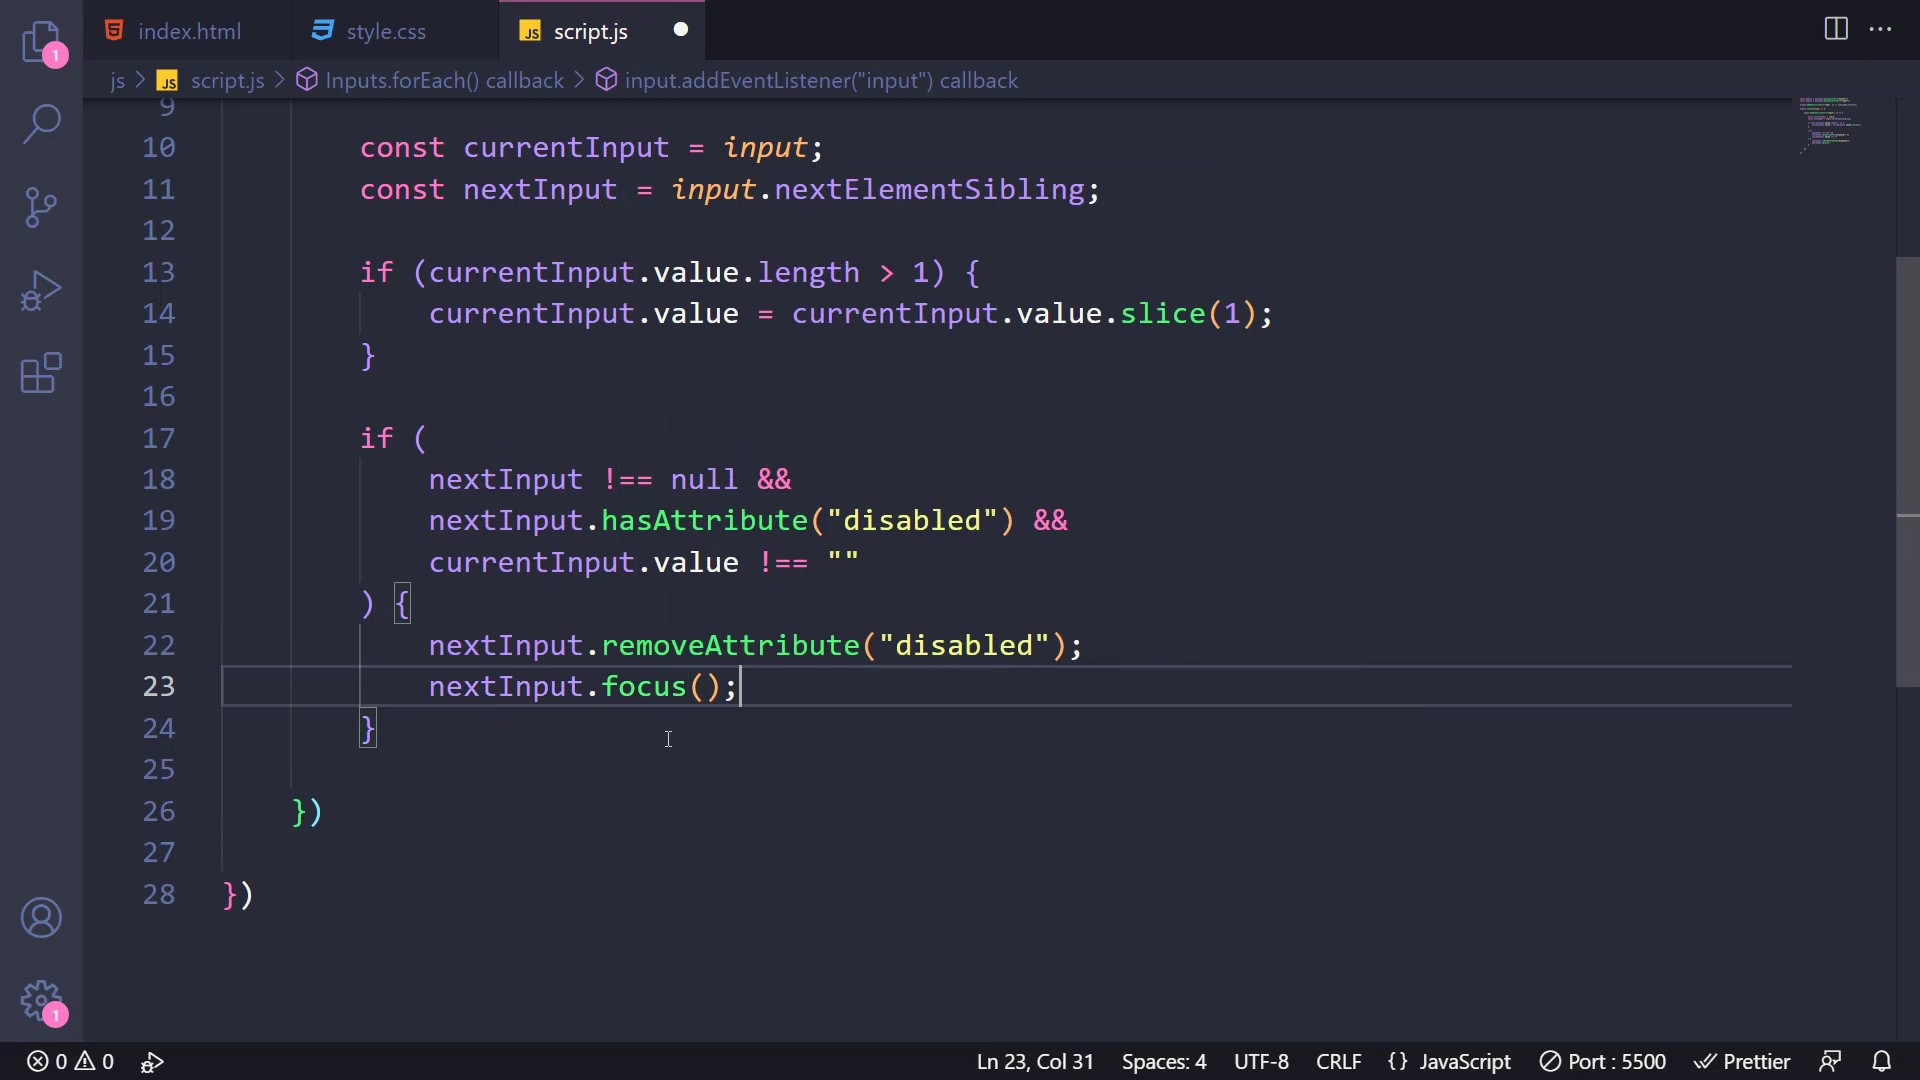 1
index.html
style.css
JS script.js
js > JS script.js > Inputs.forEach() callback > input.addEventListener("input") callback
9
10 const currentInput = input;
11 const nextInput = input.nextElementSibling;
12
13 if (currentInput.value.length > 1) {
14 currentInput.value = currentInput.value.slice(1);
15 }
16
17 if (
18 nextInput !== null &&
19 nextInput.hasAttribute("disabled") &&
20 currentInput.value !== ""
21 ) {
22 nextInput.removeAttribute("disabled");
23 nextInput.focus();
24 }
25
26 })
27
28 })
1
0 0 Ln 23, Col 31 Spaces: 4 UTF-8 CRLF {} JavaScript Port : 5500 Prettier